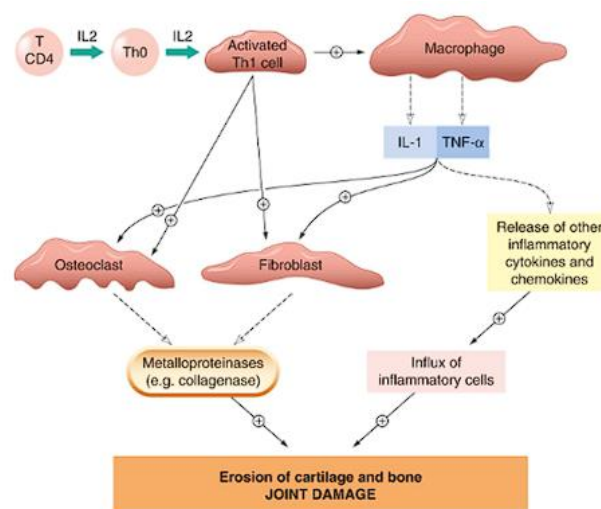 T
CD4
IL2
Th0
IL2
Activated
Th1 cell
+
Macrophage
IL-1
TNF-α
+
+
+
+
Osteoclast
Fibroblast
Release of other
inflammatory
cytokines and
chemokines
+
Metalloproteinases
(e.g. collagenase)
Influx of
inflammatory cells
+
+
Erosion of cartilage and bone
JOINT DAMAGE